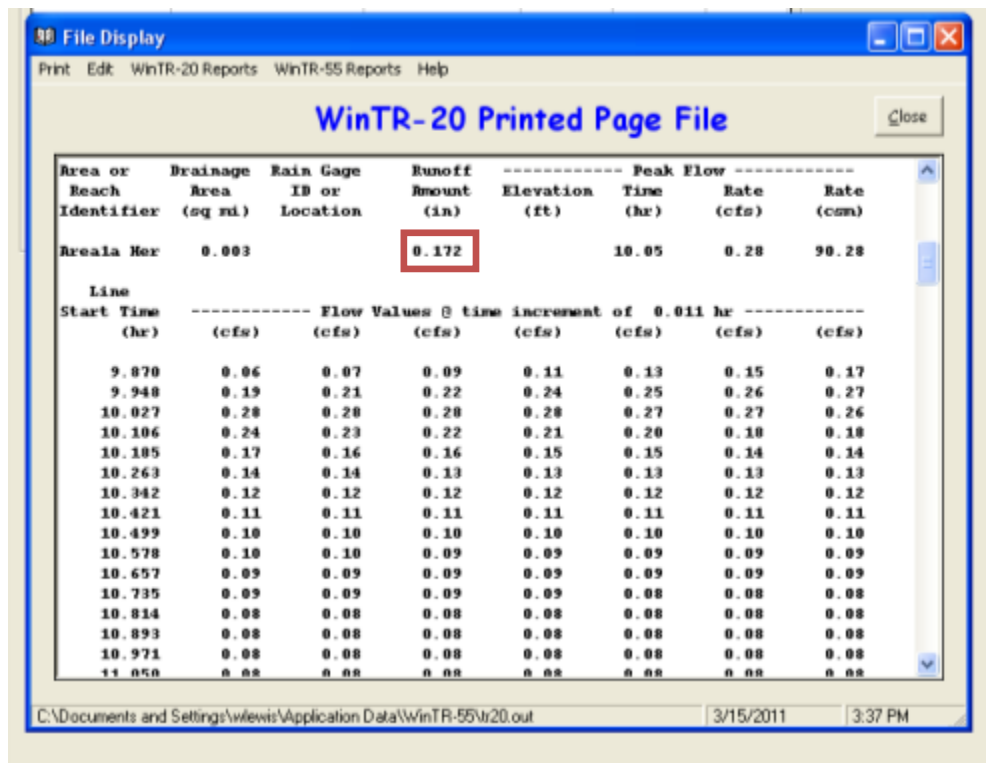 File Display
Print Edit WinTR-20 Reports WinTR-55 Reports Help
WinTR-20 Printed Page File
Close
Area or Drainage Rain Gage Runoff ------------ Peak Flow ------------
Reach Area ID or Amount Elevation Time Rate Rate
Identifier (sq mi) Location (in) (ft) (hr) (cfs) (csm)
Area1a Her 0.003 0.172 10.05 0.28 90.28
Line
Start Time ------------ Flow Values @ time increment of 0.011 hr ------------
(hr) (cfs) (cfs) (cfs) (cfs) (cfs) (cfs) (cfs)
9.870 0.06 0.07 0.09 0.11 0.13 0.15 0.17
9.948 0.19 0.21 0.22 0.24 0.25 0.26 0.27
10.027 0.28 0.28 0.28 0.28 0.27 0.27 0.26
10.106 0.24 0.23 0.22 0.21 0.20 0.18 0.18
10.185 0.17 0.16 0.16 0.15 0.15 0.14 0.14
10.263 0.14 0.14 0.13 0.13 0.13 0.13 0.13
10.342 0.12 0.12 0.12 0.12 0.12 0.12 0.12
10.421 0.11 0.11 0.11 0.11 0.11 0.11 0.11
10.499 0.10 0.10 0.10 0.10 0.10 0.10 0.10
10.578 0.10 0.10 0.09 0.09 0.09 0.09 0.09
10.657 0.09 0.09 0.09 0.09 0.09 0.09 0.09
10.735 0.09 0.09 0.09 0.09 0.08 0.08 0.08
10.814 0.08 0.08 0.08 0.08 0.08 0.08 0.08
10.893 0.08 0.08 0.08 0.08 0.08 0.08 0.08
10.971 0.08 0.08 0.08 0.08 0.08 0.08 0.08
11.050 0.08 0.08 0.08 0.08 0.08 0.08 0.08
C:\Documents and Settings\wlewis\Application Data\WinTR-55\tr20.out 3/15/2011 3:37 PM